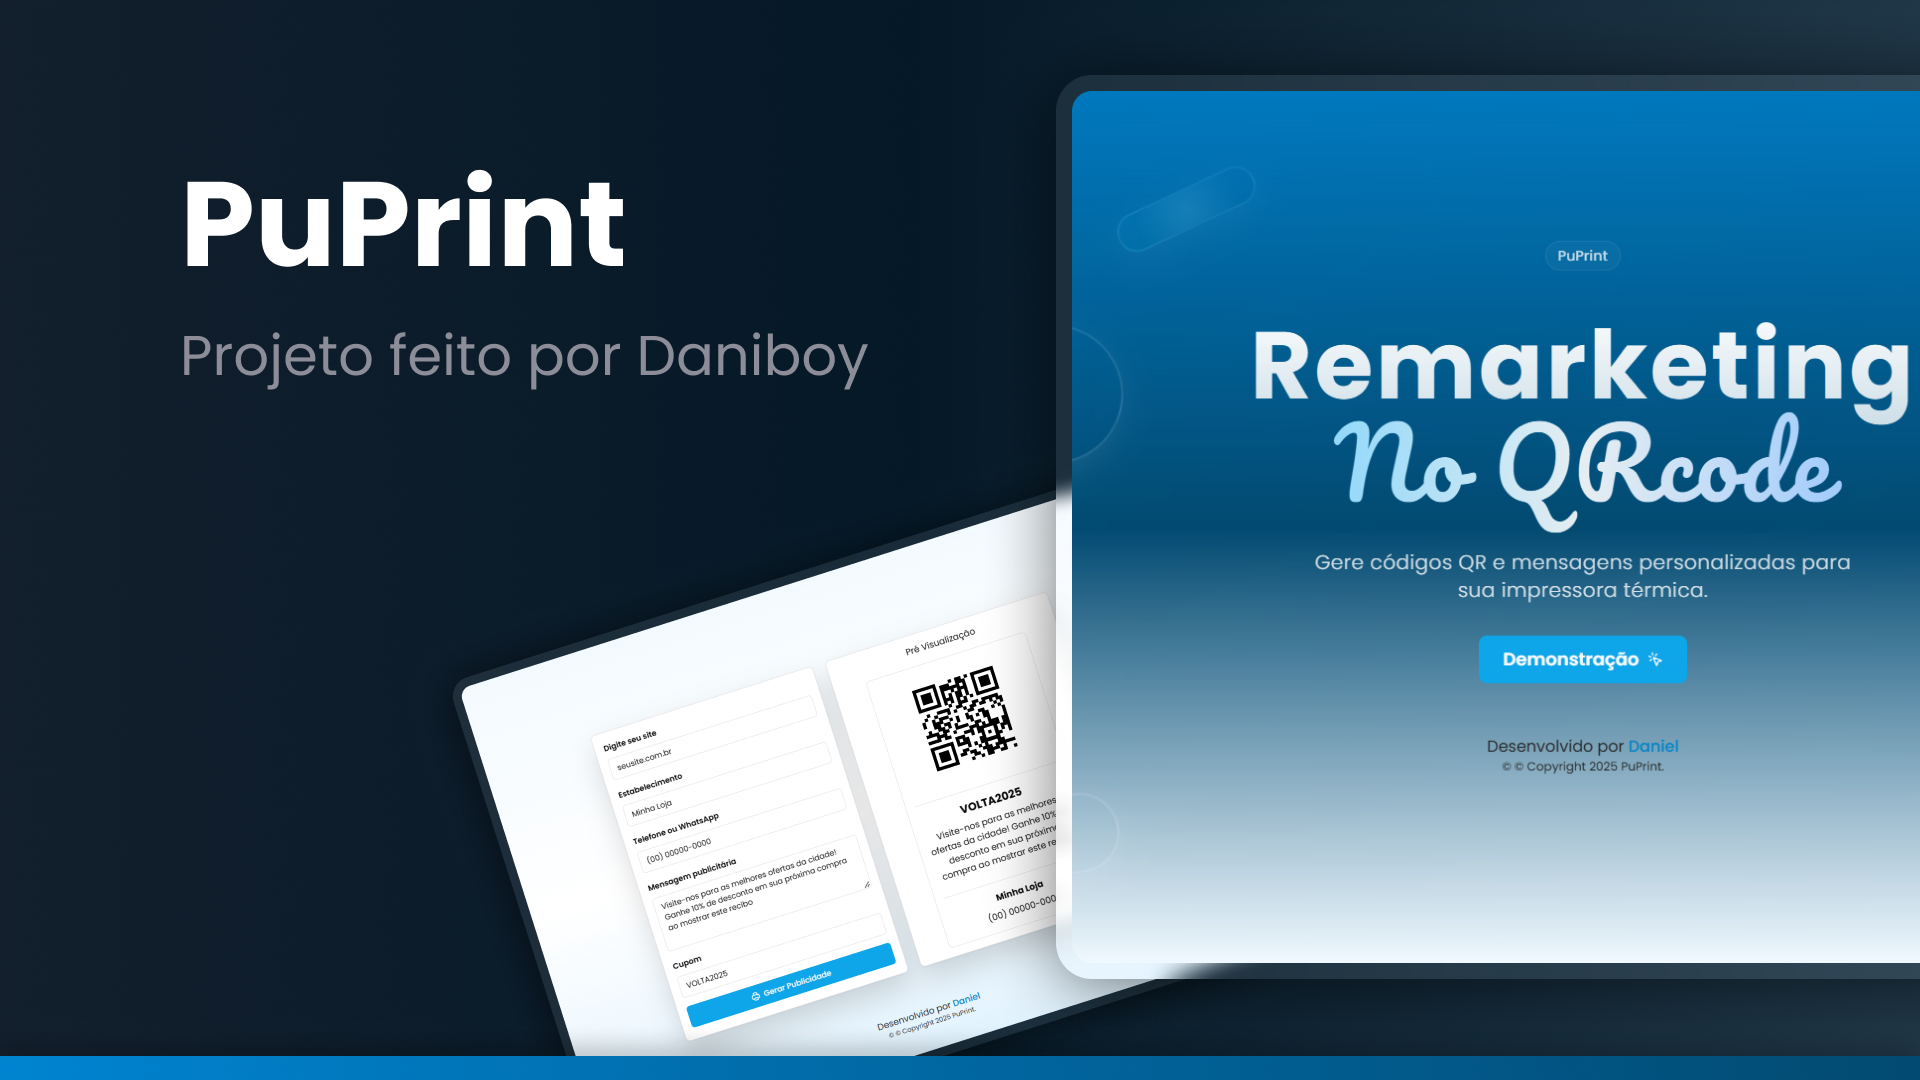 PuPrint
Projeto feito por Daniboy
PuPrint
Remarketing
No QRcode
Gere códigos QR e mensagens personalizadas para
sua impressora térmica.
Demonstração
Desenvolvido por Daniel
© © Copyright 2025 PuPrint.
Digite seu site
seusite.com.br
Estabelecimento
Minha Loja
Telefone ou WhatsApp
(00) 00000-0000
Mensagem publicitária
Visite-nos para as melhores ofertas da cidade!
Ganhe 10% de desconto em sua próxima compra
ao mostrar este recibo
Cupom
VOLTA2025
Gerar Publicidade
Pré Visualização
VOLTA2025
Visite-nos para as melhores
ofertas da cidade! Ganhe 10%
desconto em sua próxim
compra ao mostrar este re
Minha Loja
(00) 00000-000
Desenvolvido por Daniel
© © Copyright 2025 PuPrint.